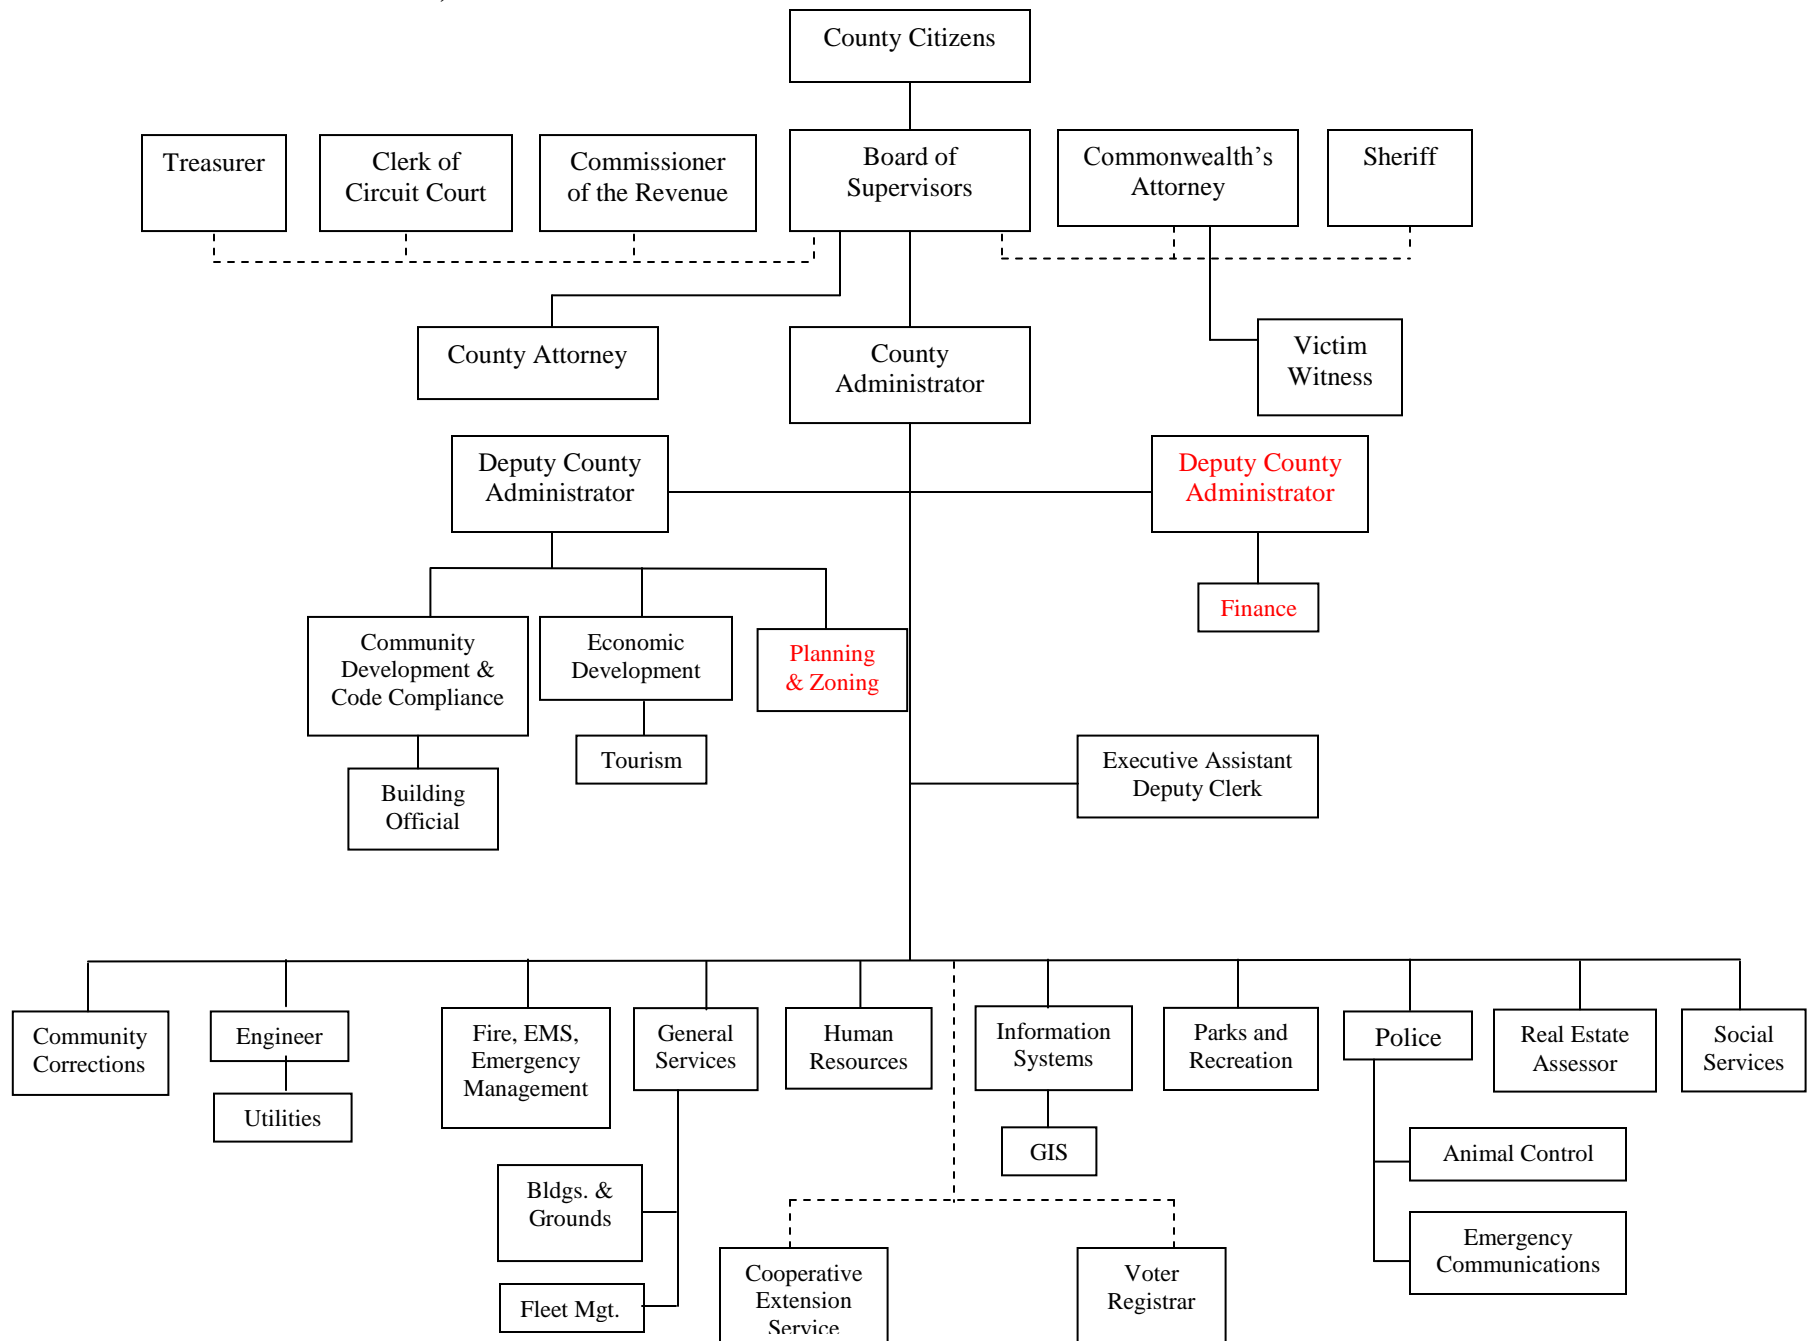 County Citizens
Treasurer
Clerk of
Circuit Court
Commissioner
of the Revenue
Board of
Supervisors
Commonwealth’s
Attorney
Sheriff
County Attorney
County
Administrator
Victim
Witness
Deputy County
Administrator
Deputy County
Administrator
Finance
Community
Development &
Code Compliance
Economic
Development
Planning
& Zoning
Tourism
Building
Official
Executive Assistant
Deputy Clerk
Community
Corrections
Engineer
Utilities
Fire, EMS,
Emergency
Management
General
Services
Human
Resources
Information
Systems
Parks and
Recreation
Police
Real Estate
Assessor
Social
Services
GIS
Animal Control
Bldgs. &
Grounds
Emergency
Communications
Fleet Mgt.
Cooperative
Extension
Service
Voter
Registrar